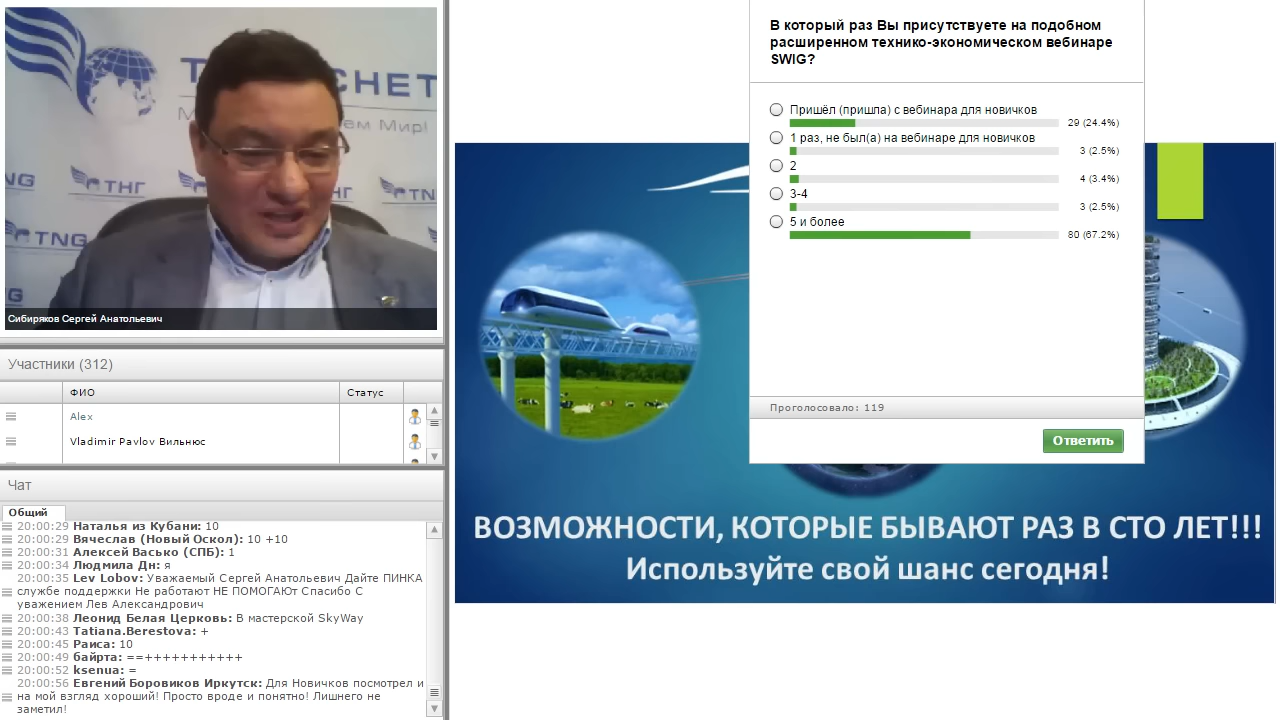 TNG
ТНГ
TNG
TNG
Сибиряков Сергей Анатольевич
Участники (312)
ФИО Статус
Alex
Vladimir Pavlov Вильнюс
Чат
Общий
20:00:29 Наталья из Кубани: 10
20:00:29 Вячеслав (Новый Оскол): 10 +10
20:00:31 Алексей Васько (СПБ): 1
20:00:34 Людмила Дн: я
20:00:35 Lev Lobov: Уважаемый Сергей Анатольевич Дайте ПИНКА
службе поддержки Не работают НЕ ПОМОГАЮт Спасибо С
уважением Лев Александрович
20:00:38 Леонид Белая Церковь: В мастерской SkyWay
20:00:43 Tatiana.Berestova: +
20:00:45 Раиса: 10
20:00:49 байрта: ==+++++++++++
20:00:52 ksenua: =
20:00:56 Евгений Боровиков Иркутск: Для Новичков посмотрел и
на мой взгляд хороший! Просто вроде и понятно! Лишнего не
заметил!
В который раз Вы присутствуете на подобном
расширенном технико-экономическом вебинаре
SWIG?
Пришёл (пришла) с вебинара для новичков
29 (24.4%)
1 раз, не был(а) на вебинаре для новичков
3 (2.5%)
2
4 (3.4%)
3-4
3 (2.5%)
5 и более
80 (67.2%)
Проголосовало: 119
Ответить
ВОЗМОЖНОСТИ, КОТОРЫЕ БЫВАЮТ РАЗ В СТО ЛЕТ!!!
Используйте свой шанс сегодня!